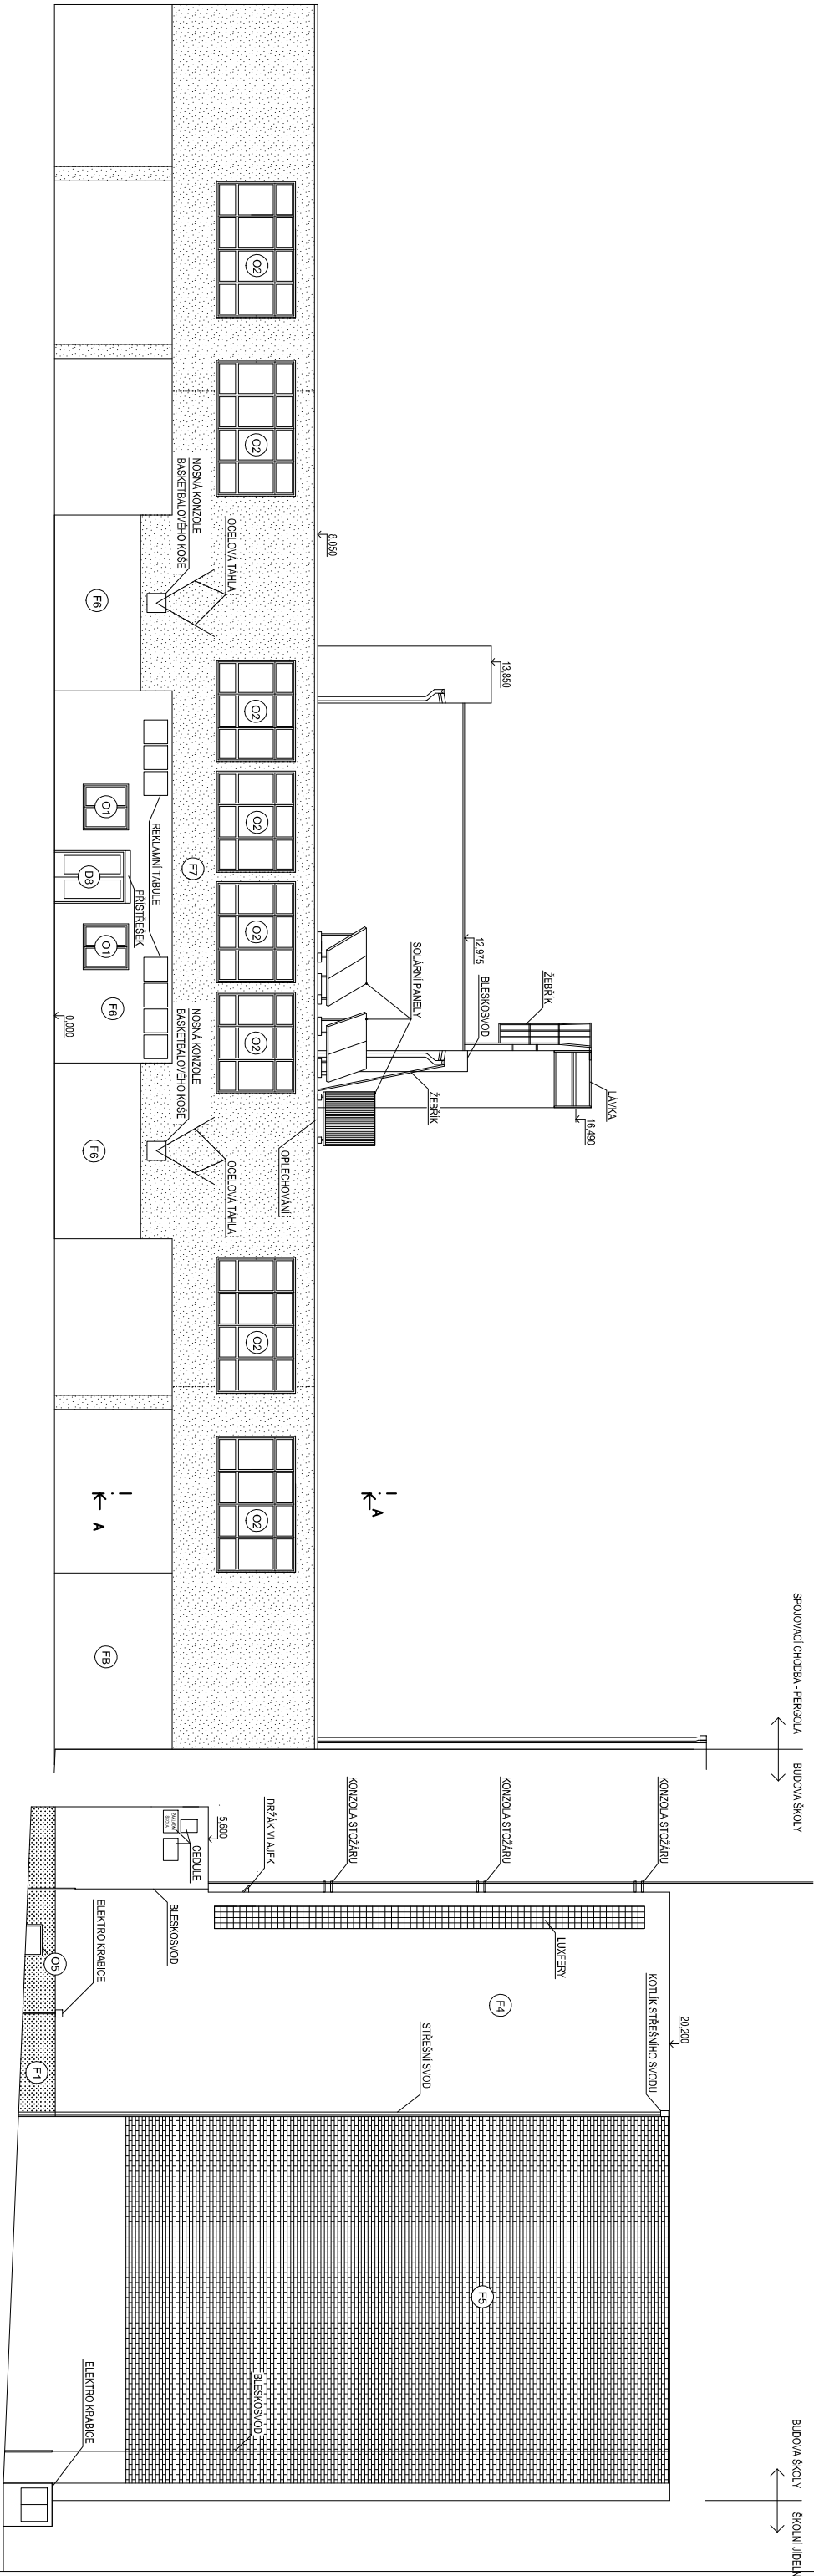 SPOJOVACÍ CHODBA - PERGOLA
BUDOVA ŠKOLY
BUDOVA ŠKOLY
ŠKOLNÍ JÍDELN
ŽEBŘÍK
LÁVKA
16,490
13,850
12,975
BLESKOSVOD
SOLÁRNÍ PANELY
ŽEBŘÍK
8,050
OPLECHOVÁNÍ
A
O2
O2
O2
O2
O2
O2
O2
O2
OCELOVÁ TÁHLA
OCELOVÁ TÁHLA
F7
NOSNÁ KONZOLE
BASKETBALOVÉHO KOŠE
NOSNÁ KONZOLE
BASKETBALOVÉHO KOŠE
REKLAMNÍ TABULE
PŘÍSTŘEŠEK
F6
O1
D8
O1
F6
F6
A
FB
0,000
KONZOLA STOŽÁRU
KONZOLA STOŽÁRU
KONZOLA STOŽÁRU
DRŽÁK VLAJEK
5,600
CEDULE
ZÁKLADNÍ
ŠKOLA
BLESKOSVOD
ELEKTRO KRABICE
O5
F1
LUXFERY
F4
20,200
KOTLÍK STŘEŠNÍHO SVODU
STŘEŠNÍ SVOD
F5
BLESKOSVOD
ELEKTRO KRABICE